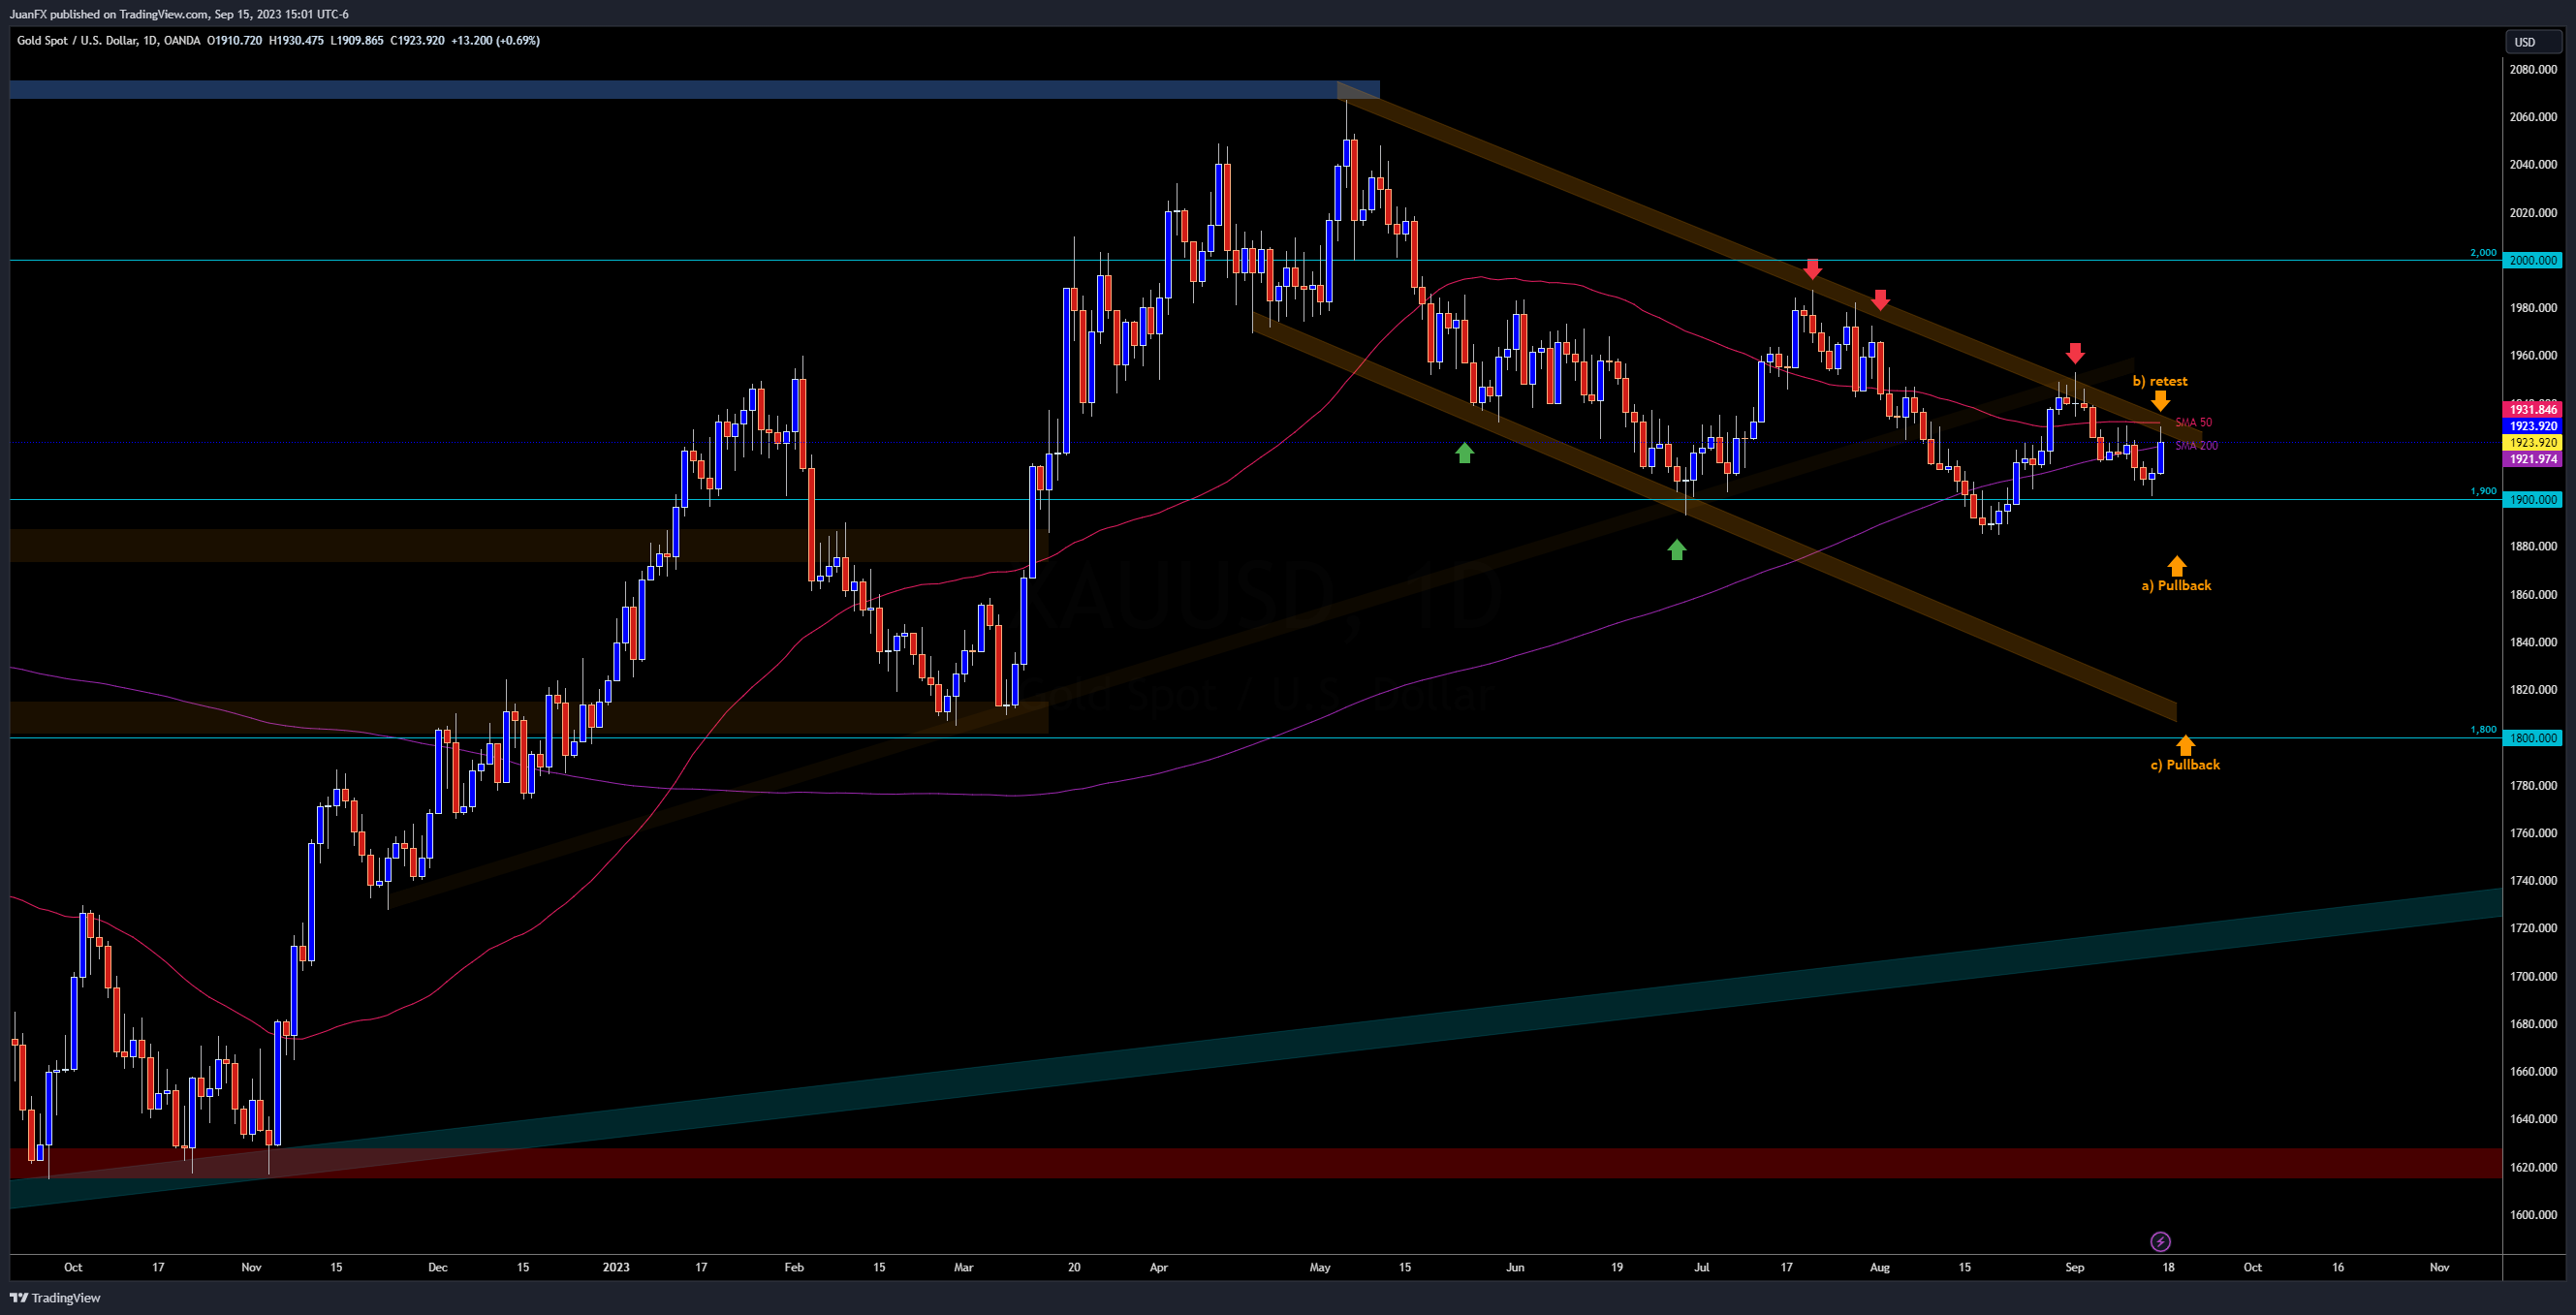 JuanFX published on TradingView.com, Sep 15, 2023 15:01 UTC-6
Gold Spot / U.S. Dollar, 1D, OANDA O1910.720 H1930.475 L1909.865 C1923.920 +13.200 (+0.69%)
USD
2080.000
2060.000
2040.000
2020.000
2,000
2000.000
1980.000
1960.000
b) retest
1931.846
SMA 50
1923.920
1923.920
SMA 200
1921.974
1,900
1900.000
1880.000
a) Pullback
XAUUSD, 1D
1860.000
1840.000
Gold Spot / U.S. Dollar
1820.000
1,800
1800.000
c) Pullback
1780.000
1760.000
1740.000
1720.000
1700.000
1680.000
1660.000
1640.000
1620.000
1600.000
Oct 17 Nov 15 Dec 15 2023 17 Feb 15 Mar 20 Apr May 15 Jun 19 Jul 17 Aug 15 Sep 18 Oct 16 Nov
TradingView